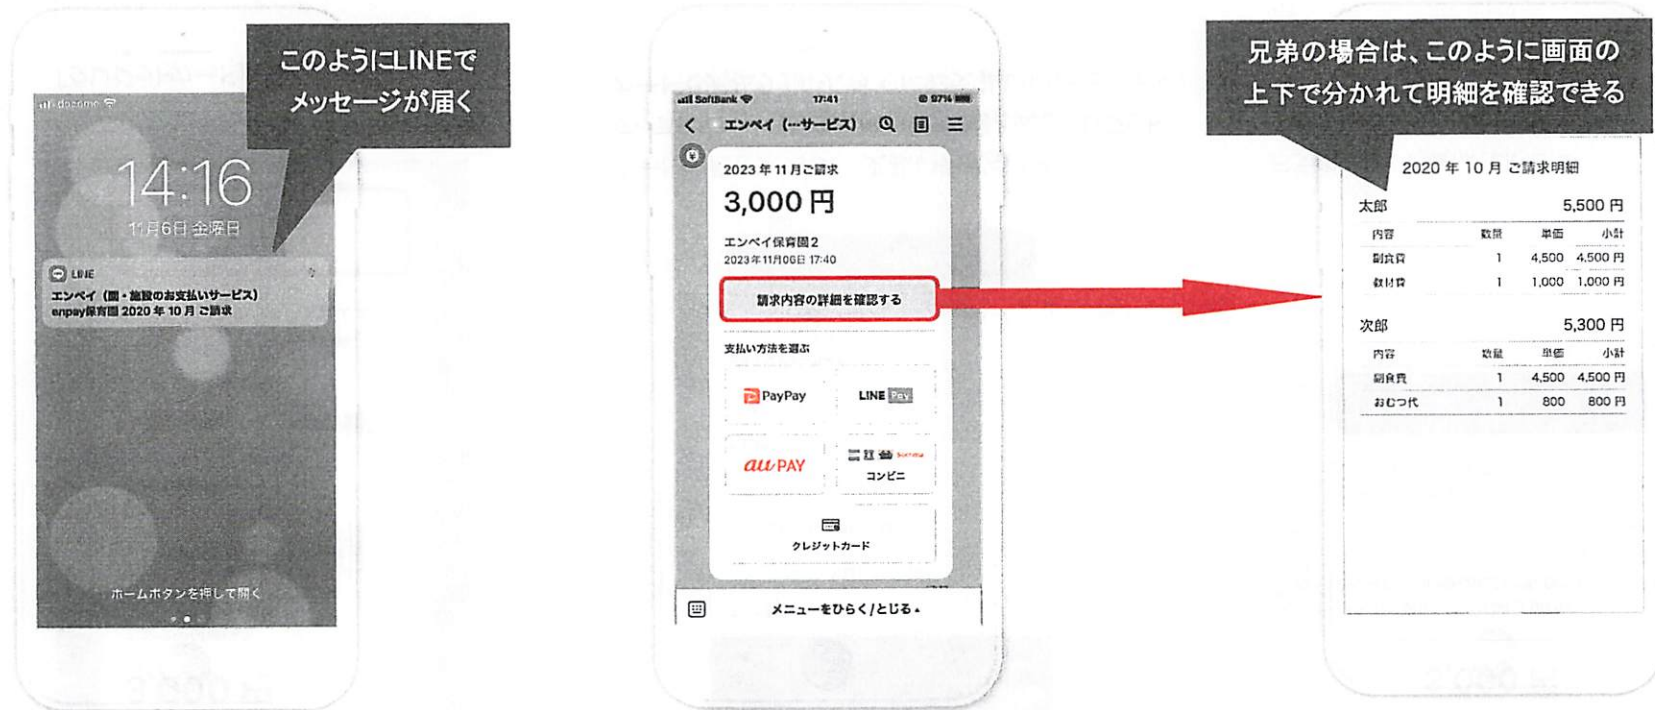 このようにLINEで
メッセージが届く
docomo
14:16
11月6日 金曜日
LINE
エンペイ（園・施設のお支払いサービス）
enpay保育園 2020 年 10 月 ご請求
ホームボタンを押して開く
SoftBank 17:41
エンペイ（…サービス）
2023 年 11 月ご請求
3,000 円
エンペイ保育園2
2023年11月06日 17:40
請求内容の詳細を確認する
支払い方法を選ぶ
PayPay
LINE Pay
au PAY
コンビニ
クレジットカード
メニューをひらく/とじる
兄弟の場合は、このように画面の
上下で分かれて明細を確認できる
2020 年 10 月 ご請求明細
太郎 5,500 円
内容 数量 単価 小計
副食費 1 4,500 4,500 円
教材費 1 1,000 1,000 円
次郎 5,300 円
内容 数量 単価 小計
副食費 1 4,500 4,500 円
おむつ代 1 800 800 円